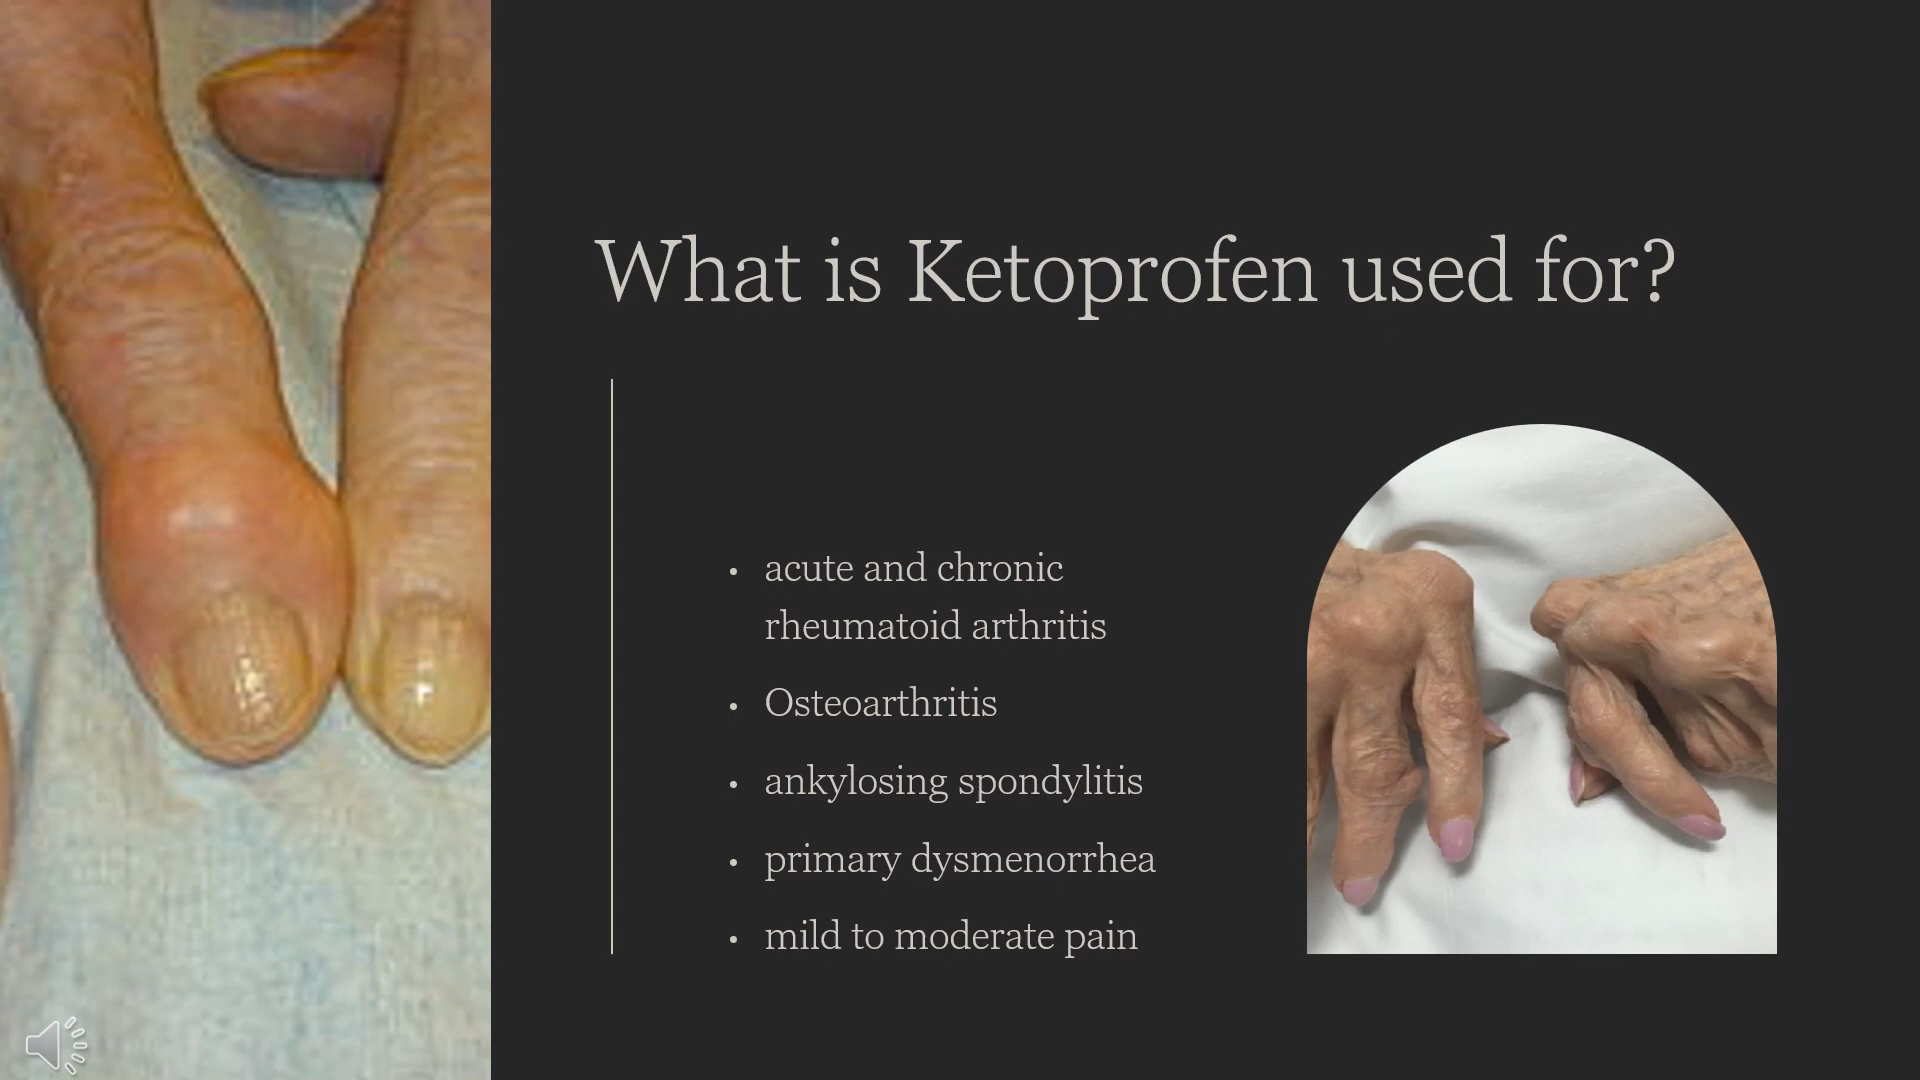 What is Ketoprofen used for?
• acute and chronic
rheumatoid arthritis
• Osteoarthritis
• ankylosing spondylitis
• primary dysmenorrhea
• mild to moderate pain